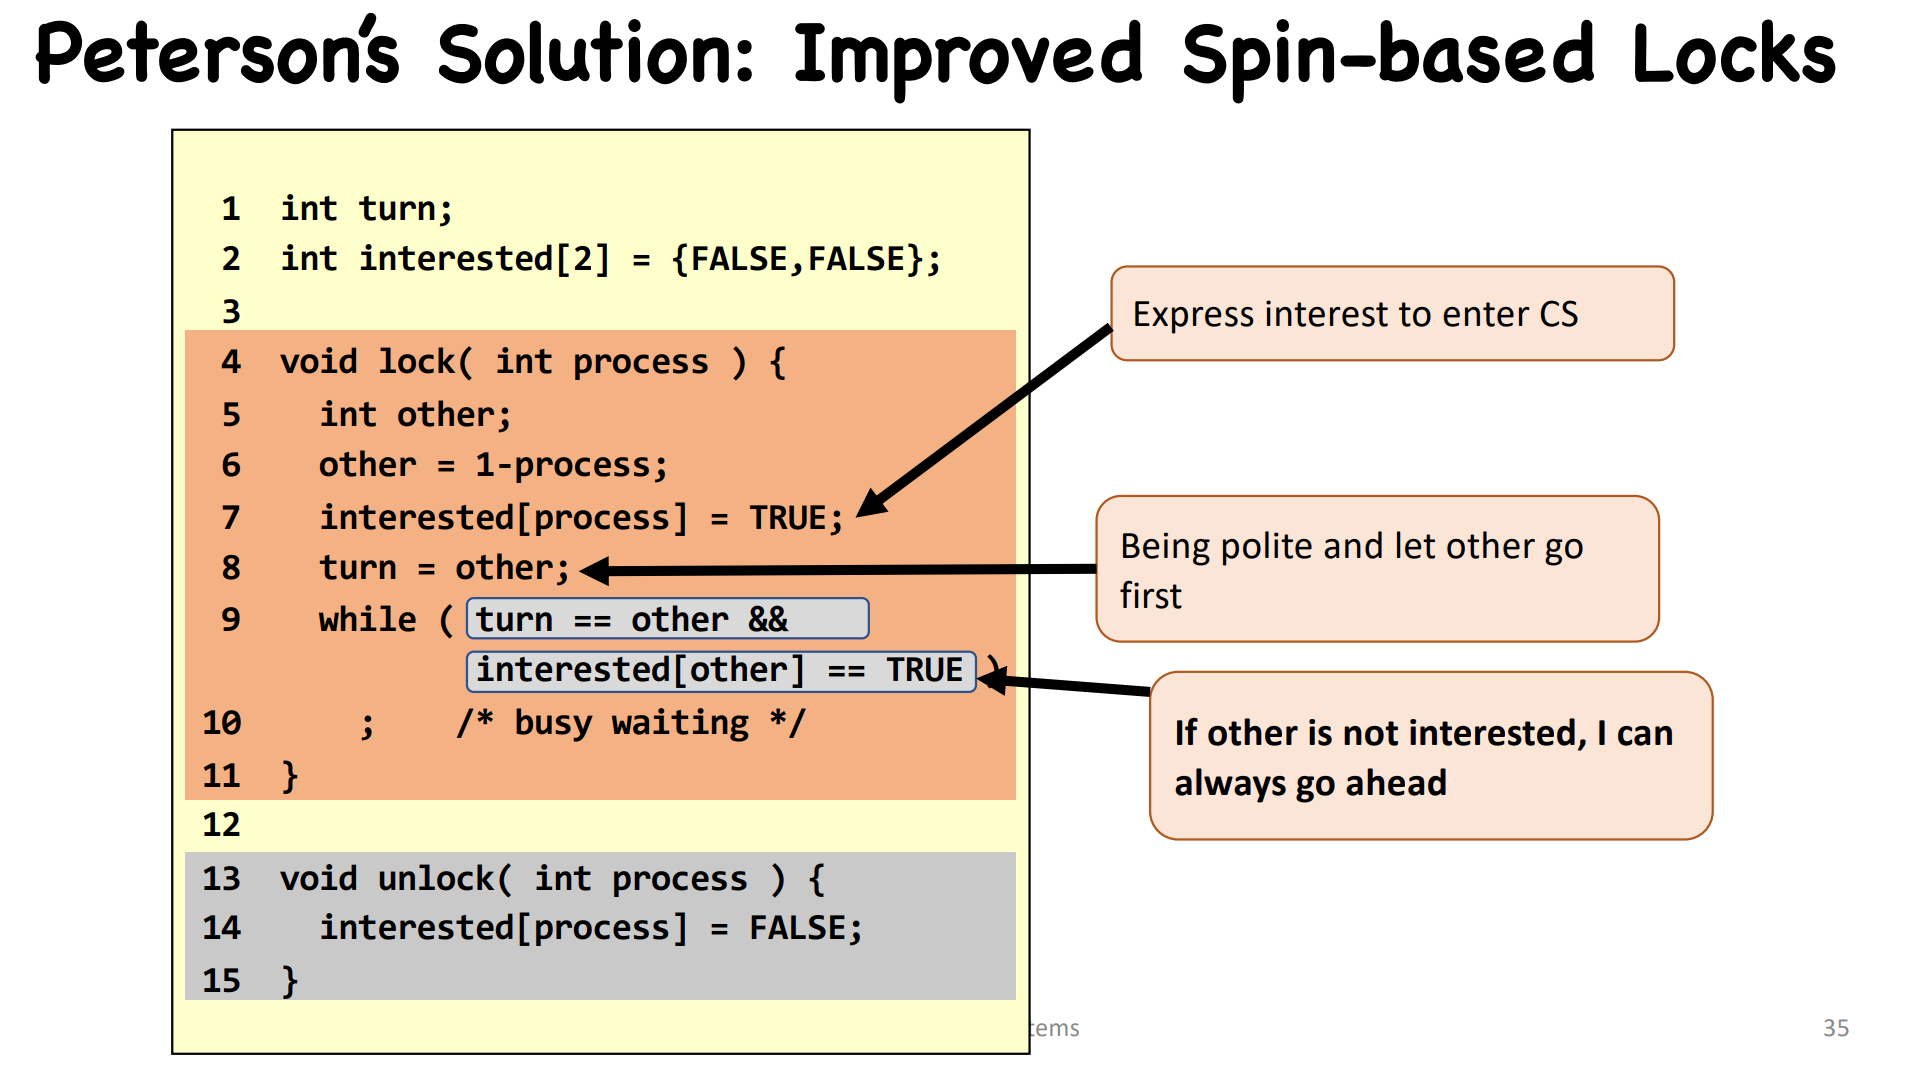 Peterson's Solution: Improved Spin-based Locks
1 int turn;
2 int interested[2] = {FALSE,FALSE};
3
4 void lock( int process ) {
5 int other;
6 other = 1-process;
7 interested[process] = TRUE;
8 turn = other;
9 while ( turn == other &&
interested[other] == TRUE )
10 ; /* busy waiting */
11 }
12
13 void unlock( int process ) {
14 interested[process] = FALSE;
15 }
Express interest to enter CS
Being polite and let other go
first
If other is not interested, I can
always go ahead
35